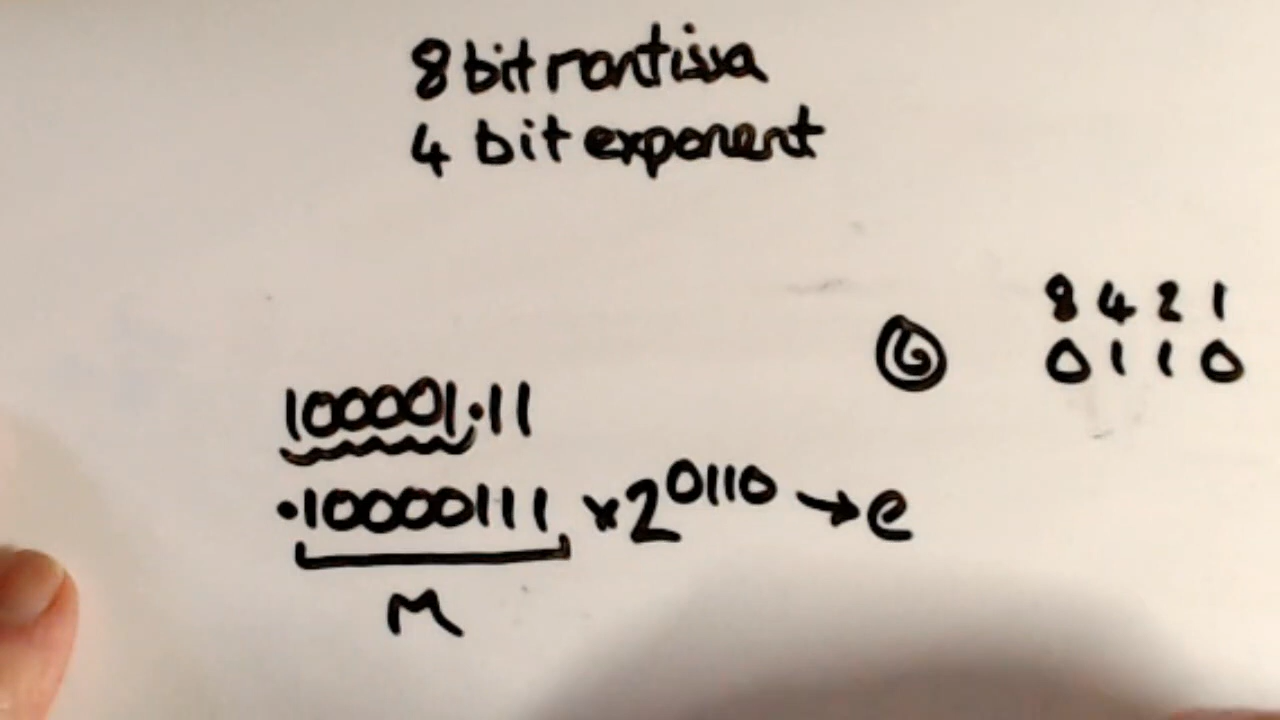 8 bit mantissa
4 bit exponent
8 4 2 1
6 0 1 1 0
100001.11
.10000111 x 2^0110 → e
M